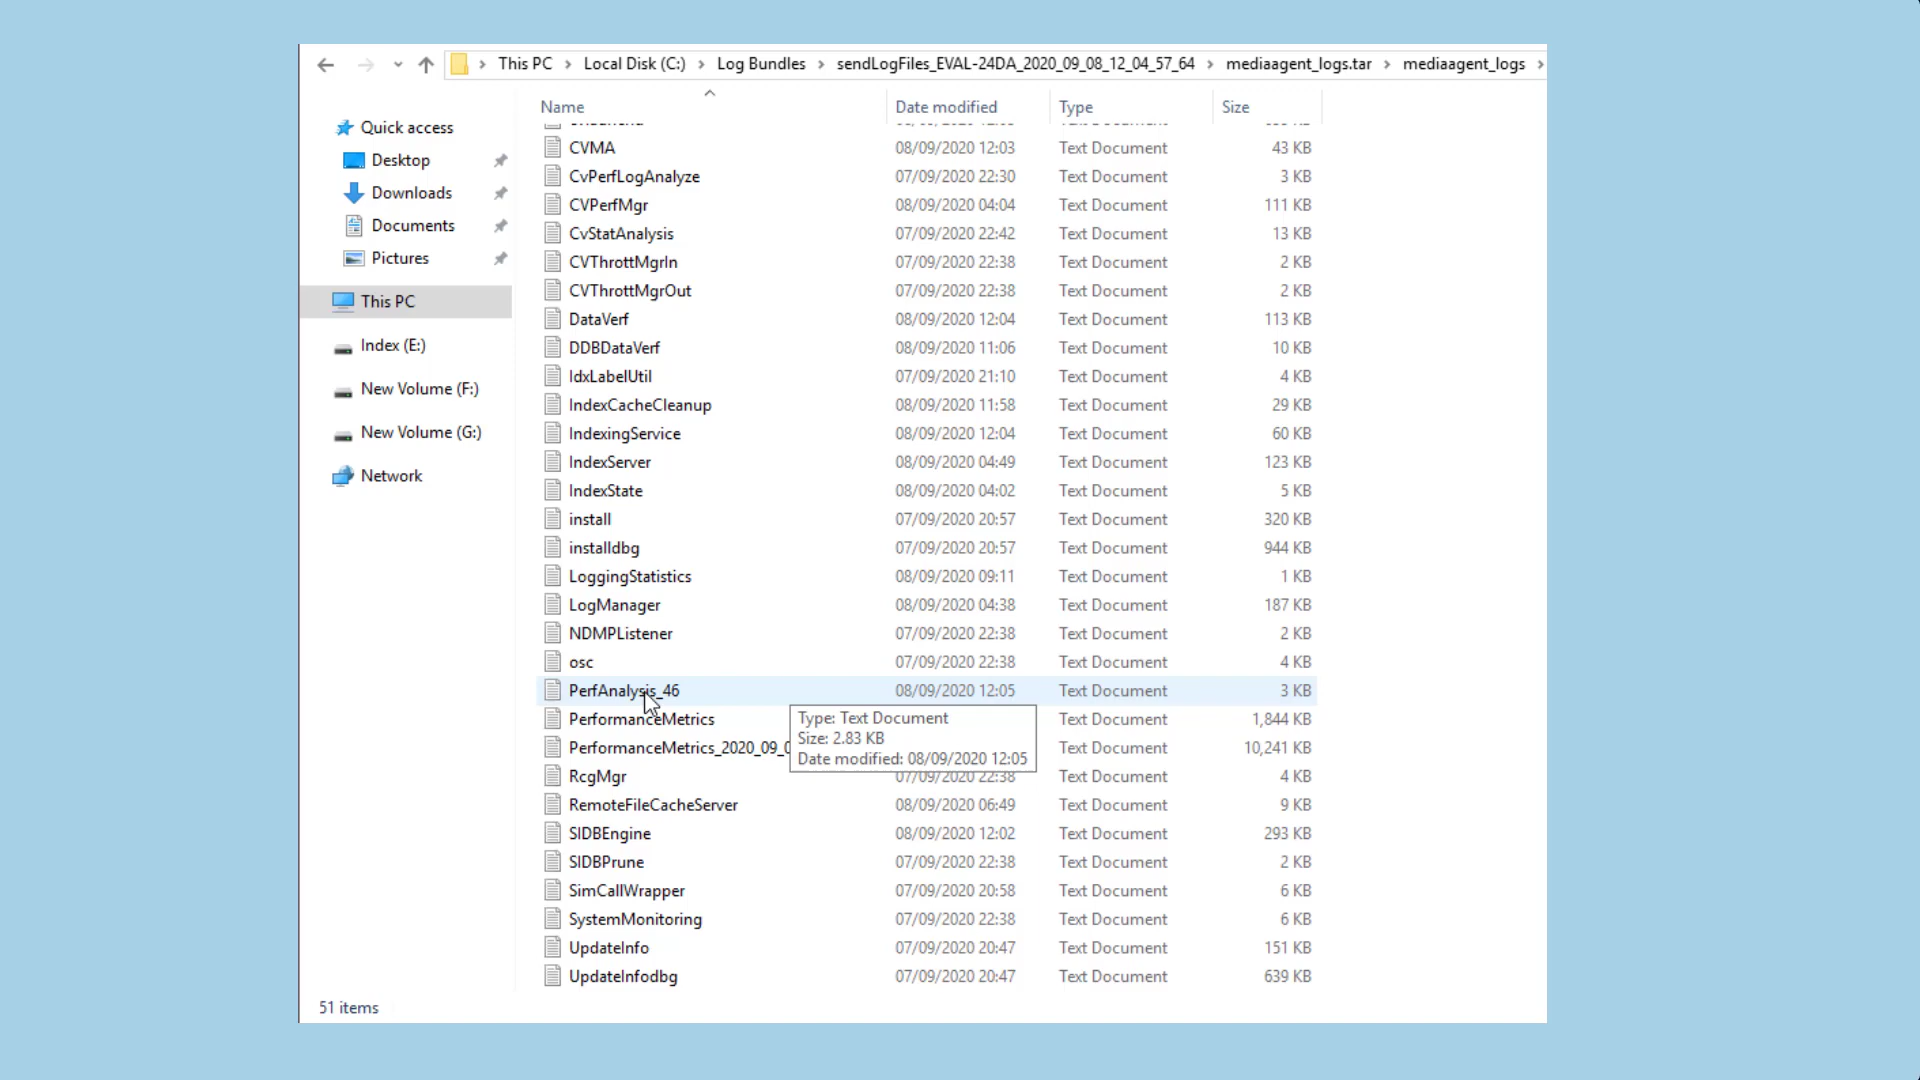 This PC > Local Disk (C:) > Log Bundles > sendLogFiles_EVAL-24DA_2020_09_08_12_04_57_64 > mediaagent_logs.tar > mediaagent_logs >
Name Date modified Type Size
Quick access
Desktop
Downloads
Documents
Pictures
This PC
Index (E:)
New Volume (F:)
New Volume (G:)
Network
CVMA 08/09/2020 12:03 Text Document 43 KB
CvPerfLogAnalyze 07/09/2020 22:30 Text Document 3 KB
CVPerfMgr 08/09/2020 04:04 Text Document 111 KB
CvStatAnalysis 07/09/2020 22:42 Text Document 13 KB
CVThrottMgrIn 07/09/2020 22:38 Text Document 2 KB
CVThrottMgrOut 07/09/2020 22:38 Text Document 2 KB
DataVerf 08/09/2020 12:04 Text Document 113 KB
DDBDataVerf 08/09/2020 11:06 Text Document 10 KB
IdxLabelUtil 07/09/2020 21:10 Text Document 4 KB
IndexCacheCleanup 08/09/2020 11:58 Text Document 29 KB
IndexingService 08/09/2020 12:04 Text Document 60 KB
IndexServer 08/09/2020 04:49 Text Document 123 KB
IndexState 08/09/2020 04:02 Text Document 5 KB
install 07/09/2020 20:57 Text Document 320 KB
installdbg 07/09/2020 20:57 Text Document 944 KB
LoggingStatistics 08/09/2020 09:11 Text Document 1 KB
LogManager 08/09/2020 04:38 Text Document 187 KB
NDMPListener 07/09/2020 22:38 Text Document 2 KB
osc 07/09/2020 22:38 Text Document 4 KB
PerfAnalysis_46 08/09/2020 12:05 Text Document 3 KB
PerformanceMetrics Text Document 1,844 KB
PerformanceMetrics_2020_09_0 Text Document 10,241 KB
Type: Text Document
Size: 2.83 KB
Date modified: 08/09/2020 12:05
RcgMgr 07/09/2020 22:38 Text Document 4 KB
RemoteFileCacheServer 08/09/2020 06:49 Text Document 9 KB
SIDBEngine 08/09/2020 12:02 Text Document 293 KB
SIDBPrune 07/09/2020 22:38 Text Document 2 KB
SimCallWrapper 07/09/2020 20:58 Text Document 6 KB
SystemMonitoring 07/09/2020 22:38 Text Document 6 KB
UpdateInfo 07/09/2020 20:47 Text Document 151 KB
UpdateInfodbg 07/09/2020 20:47 Text Document 639 KB
51 items